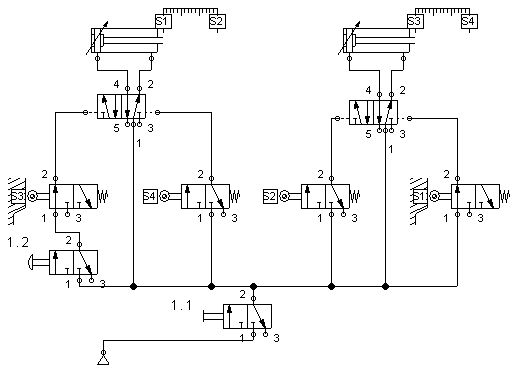 S1 S2 S3 S4
4 2 4 2
5 3 5 3
1 1
2 2 2 2
S3 S4 S2 S1
1 3 1 3 1 3 1 3
1.2 2
1 3
1.1 2
1 3